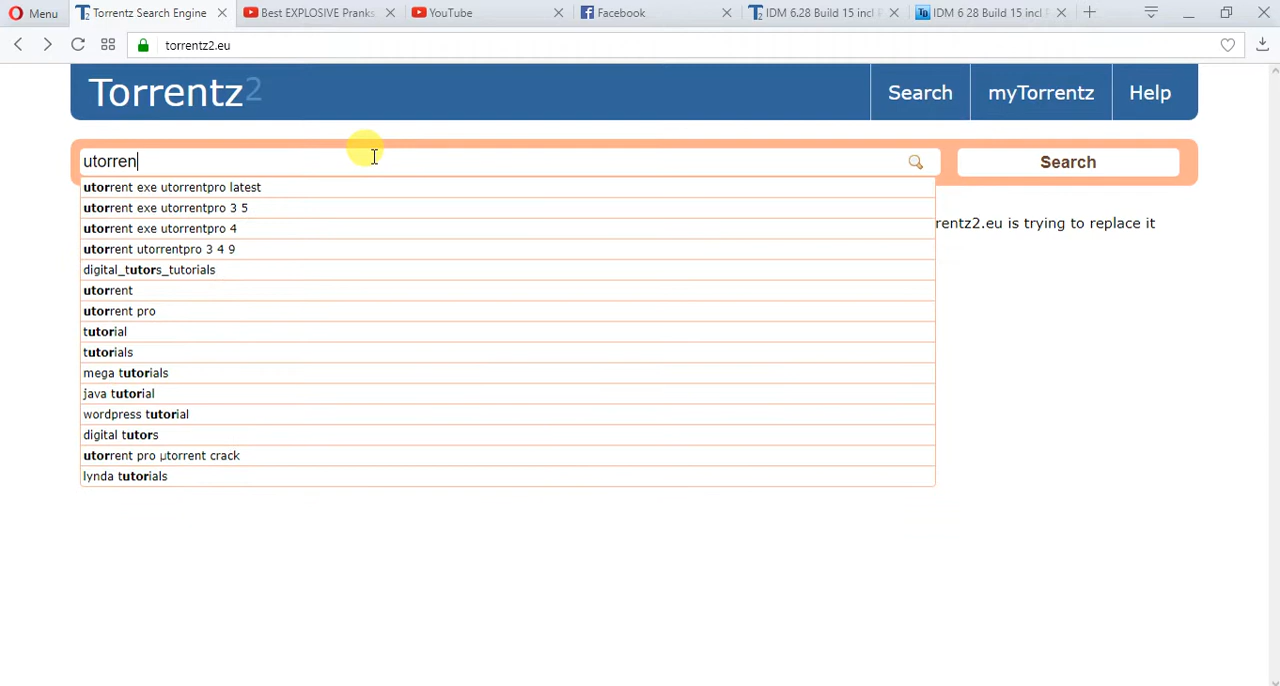 Menu
Torrentz Search Engine
Best EXPLOSIVE Pranks
YouTube
Facebook
IDM 6.28 Build 15 incl
IDM 6 28 Build 15 incl
torrentz2.eu
Torrentz2
Search
myTorrentz
Help
utorren
Search
utorrent exe utorrentpro latest
utorrent exe utorrentpro 3 5
rentz2.eu is trying to replace it
utorrent exe utorrentpro 4
utorrent utorrentpro 3 4 9
digital_tutors_tutorials
utorrent
utorrent pro
tutorial
tutorials
mega tutorials
java tutorial
wordpress tutorial
digital tutors
utorrent pro µtorrent crack
lynda tutorials